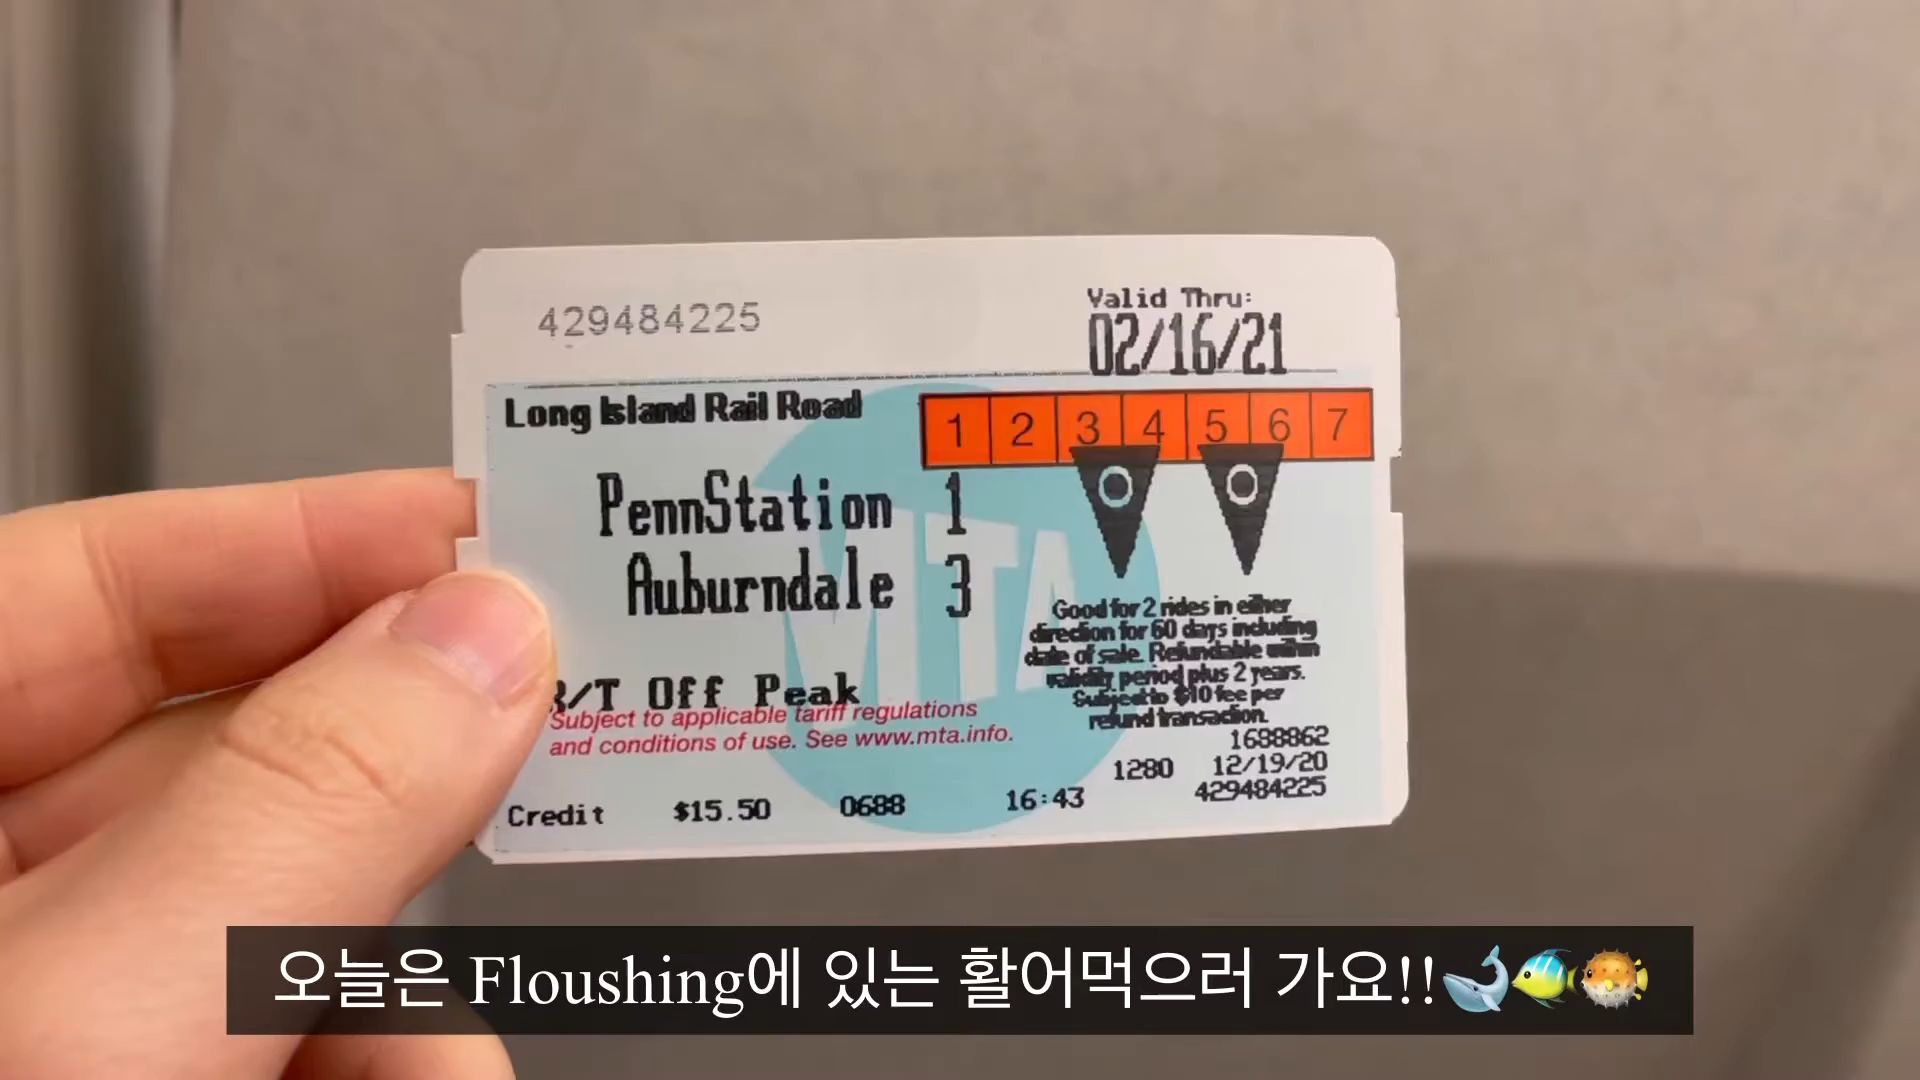 429484225
Valid Thru:
02/16/21
Long Island Rail Road
1 2 3 4 5 6 7
PennStation 1
Auburndale 3
MTA
Good for 2 rides in either
direction for 60 days including
date of sale. Refundable within
validity period plus 2 years.
Subject to $10 fee per
refund transaction.
R/T Off Peak
Subject to applicable tariff regulations
and conditions of use. See www.mta.info.
1688862
1280 12/19/20
429484225
Credit $15.50 0688 16:43
오늘은 Floushing에 있는 활어먹으러 가요!!🐳🐠🐡